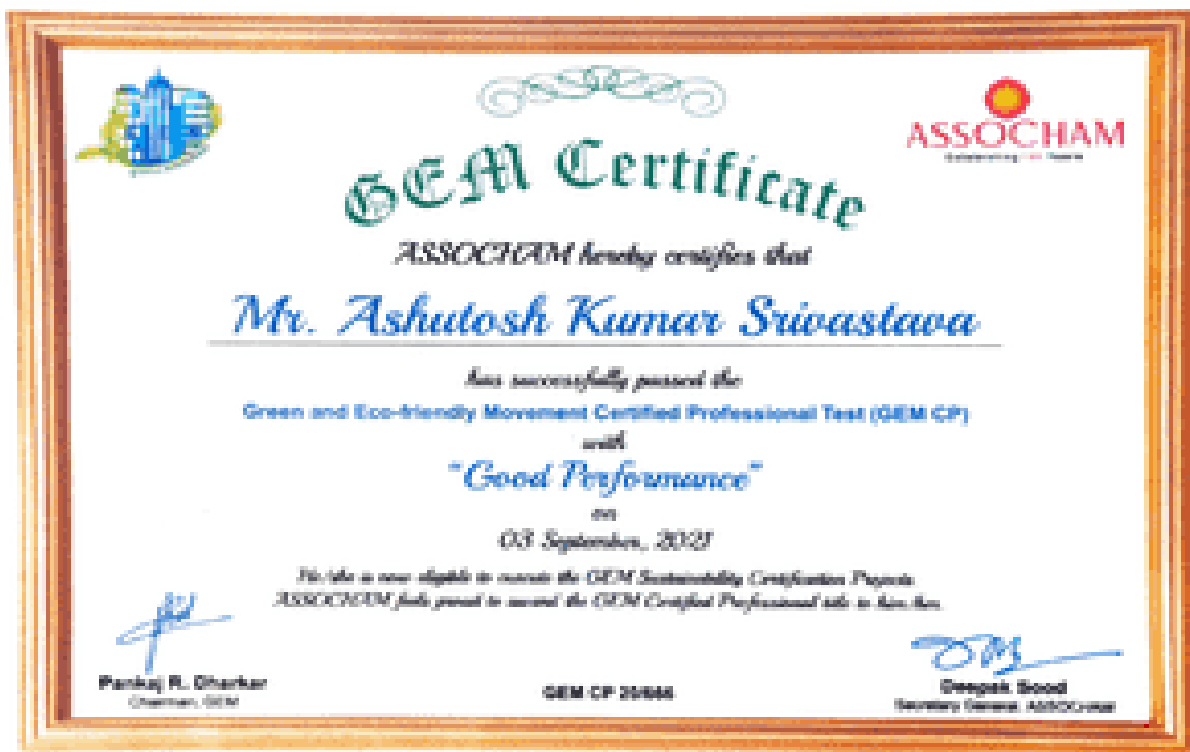 ASSOCHAM
GEM Certificate
ASSOCHAM hereby certifies that
Mr. Ashutosh Kumar Srivastava
has successfully passed the
Green and Eco-friendly Movement Certified Professional Test (GEM CP)
with
"Good Performance"
on
03 September, 2021
He/she is now eligible to execute the GEM Sustainability Certification Projects.
ASSOCHAM feels proud to award the GEM Certified Professional title to him/her.
Pankaj R. Dharkar
Chairman, GEM
GEM CP
Deepak Sood
Secretary General, ASSOCHAM